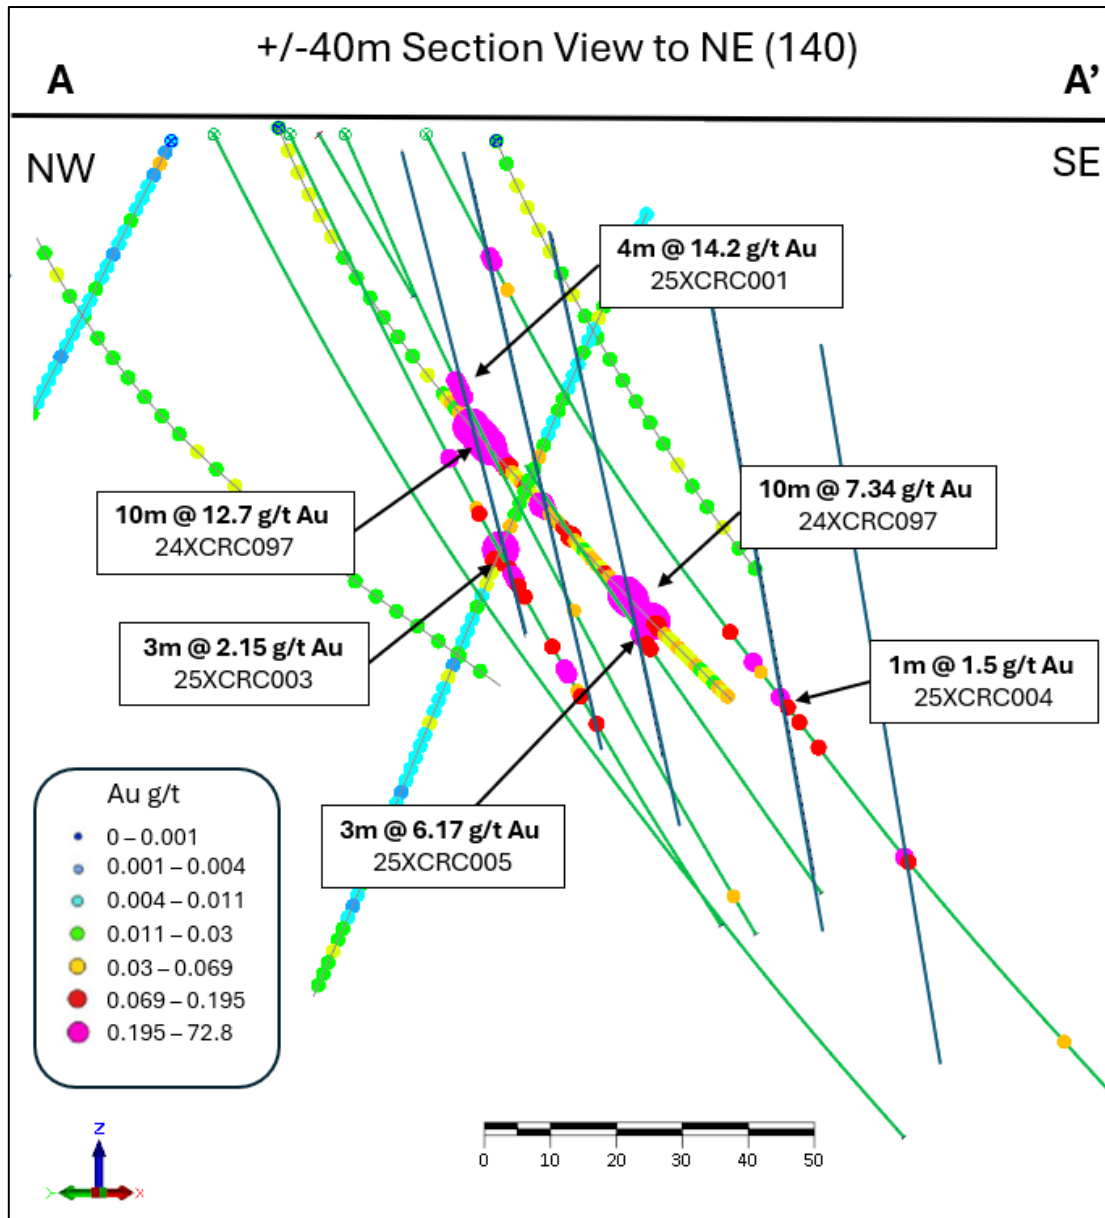 +/-40m Section View to NE (140)
A
A'
NW
SE
4m @ 14.2 g/t Au
25XCRC001
10m @ 12.7 g/t Au
24XCRC097
10m @ 7.34 g/t Au
24XCRC097
3m @ 2.15 g/t Au
25XCRC003
1m @ 1.5 g/t Au
25XCRC004
3m @ 6.17 g/t Au
25XCRC005
Au g/t
0 – 0.001
0.001 – 0.004
0.004 – 0.011
0.011 – 0.03
0.03 – 0.069
0.069 – 0.195
0.195 – 72.8
Z
Y
X
0 10 20 30 40 50